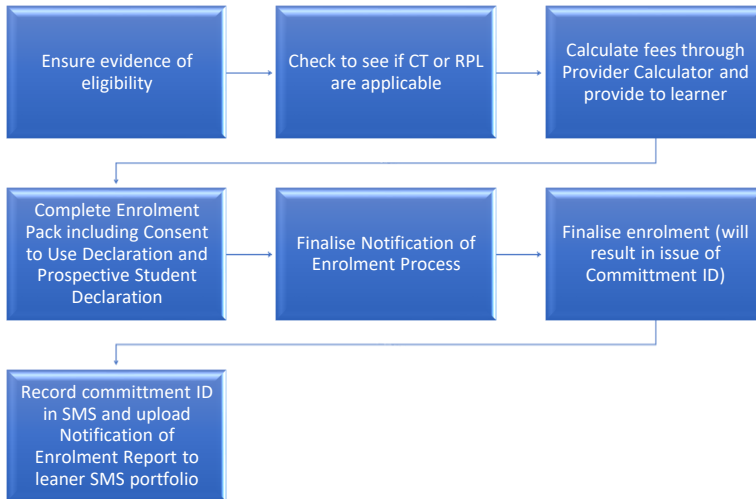 Ensure evidence of
eligibility
Check to see if CT or RPL
are applicable
Calculate fees through
Provider Calculator and
provide to learner
Complete Enrolment
Pack including Consent
to Use Declaration and
Prospective Student
Declaration
Finalise Notification of
Enrolment Process
Finalise enrolment (will
result in issue of
Committment ID)
Record committment ID
in SMS and upload
Notification of
Enrolment Report to
leaner SMS portfolio